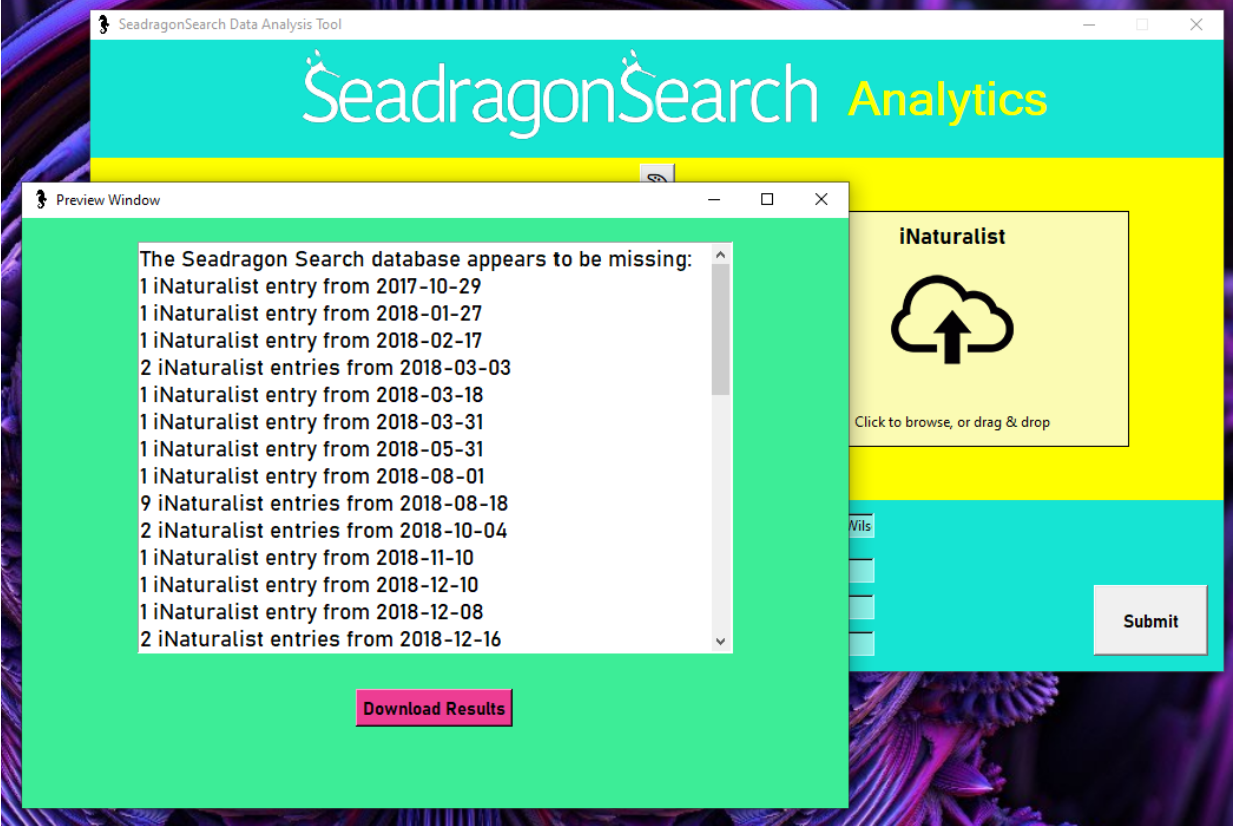 SeadragonSearch Data Analysis Tool
SeadragonSearch Analytics
Preview Window
The Seadragon Search database appears to be missing:
1 iNaturalist entry from 2017-10-29
1 iNaturalist entry from 2018-01-27
1 iNaturalist entry from 2018-02-17
2 iNaturalist entries from 2018-03-03
1 iNaturalist entry from 2018-03-18
1 iNaturalist entry from 2018-03-31
1 iNaturalist entry from 2018-05-31
1 iNaturalist entry from 2018-08-01
9 iNaturalist entries from 2018-08-18
2 iNaturalist entries from 2018-10-04
1 iNaturalist entry from 2018-11-10
1 iNaturalist entry from 2018-12-10
1 iNaturalist entry from 2018-12-08
2 iNaturalist entries from 2018-12-16
Download Results
iNaturalist
Click to browse, or drag & drop
Wils
Submit